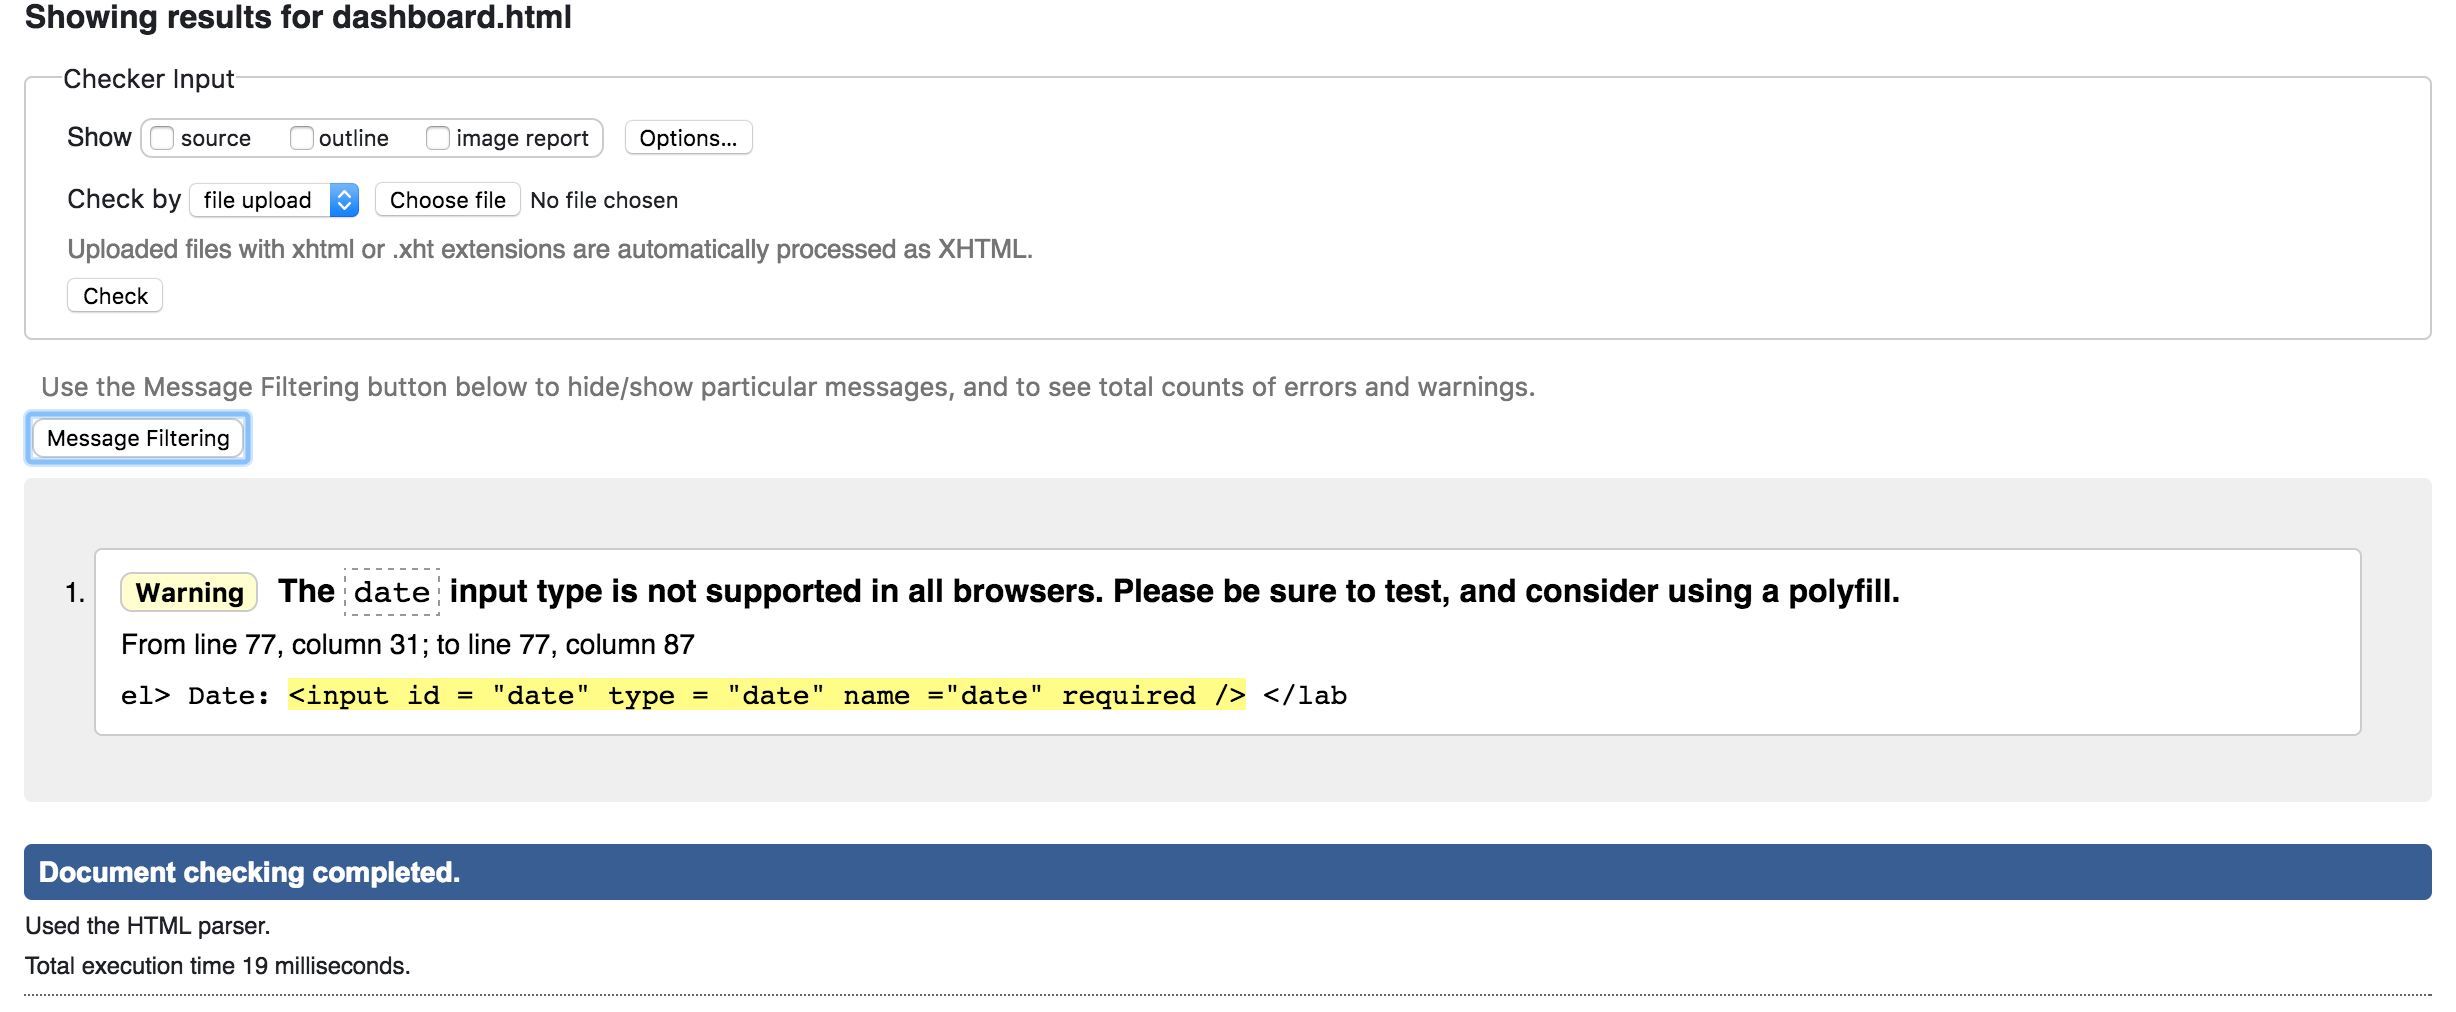 Showing results for dashboard.html
Checker Input
Show source outline image report Options...
Check by file upload Choose file No file chosen
Uploaded files with xhtml or .xht extensions are automatically processed as XHTML.
Check
Use the Message Filtering button below to hide/show particular messages, and to see total counts of errors and warnings.
Message Filtering
1. Warning The date input type is not supported in all browsers. Please be sure to test, and consider using a polyfill.
From line 77, column 31; to line 77, column 87
el> Date: <input id = "date" type = "date" name ="date" required /> </lab
Document checking completed.
Used the HTML parser.
Total execution time 19 milliseconds.